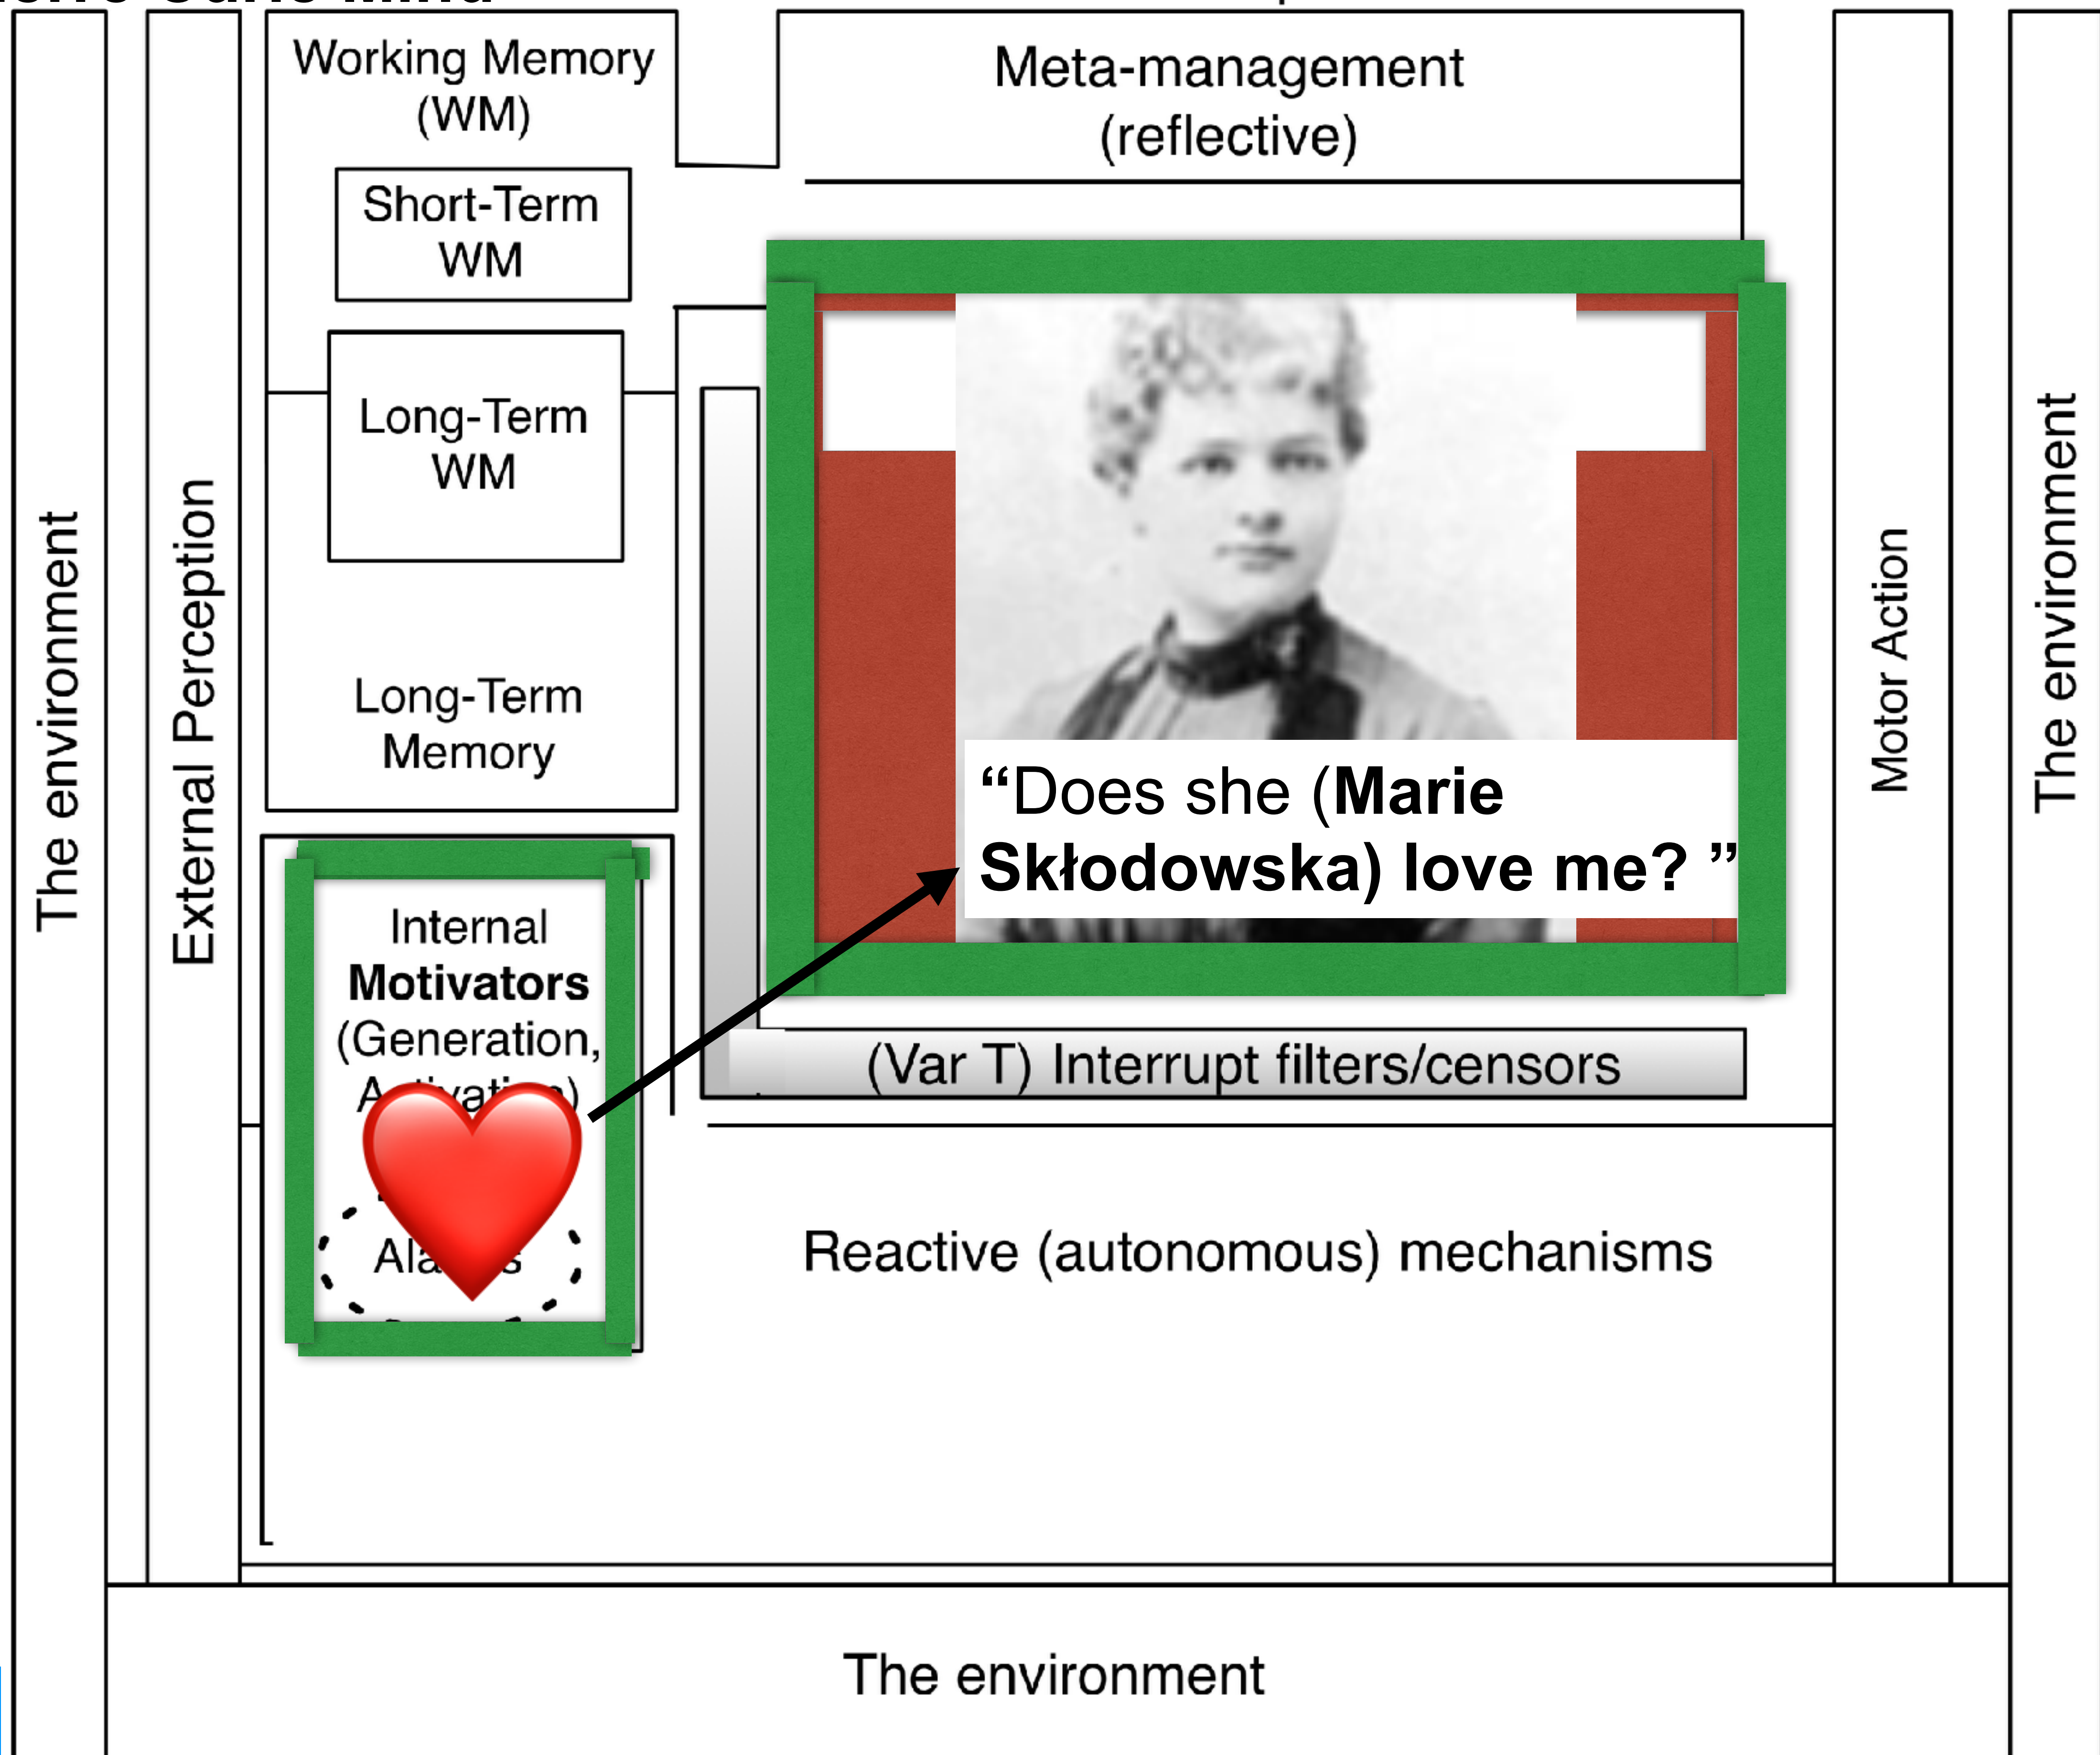 Working Memory
(WM)
Short-Term
WM
Long-Term
WM
Long-Term
Memory
Meta-management
(reflective)
The environment
External Perception
“Does she (Marie
Skłodowska) love me? ”
Motor Action
The environment
Internal
Motivators
(Generation,
(Var T) Interrupt filters/censors
Reactive (autonomous) mechanisms
The environment